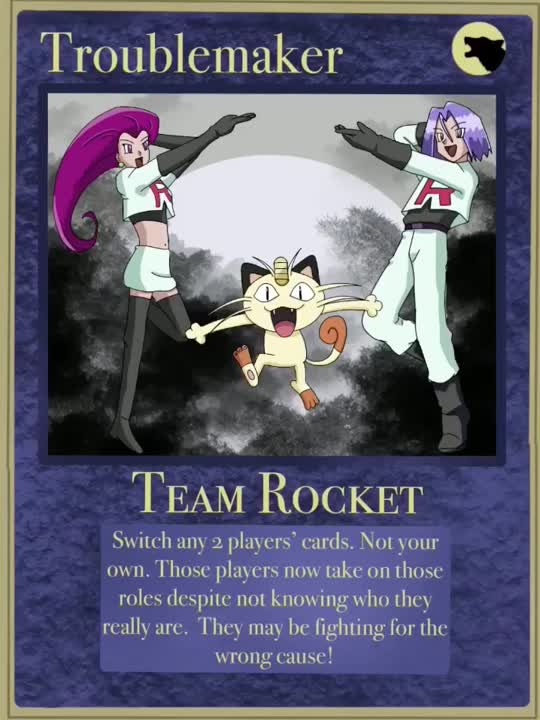 Troublemaker
R
R
TEAM ROCKET
Switch any 2 players' cards. Not your
own. Those players now take on those
roles despite not knowing who they
really are.  They may be fighting for the
wrong cause!